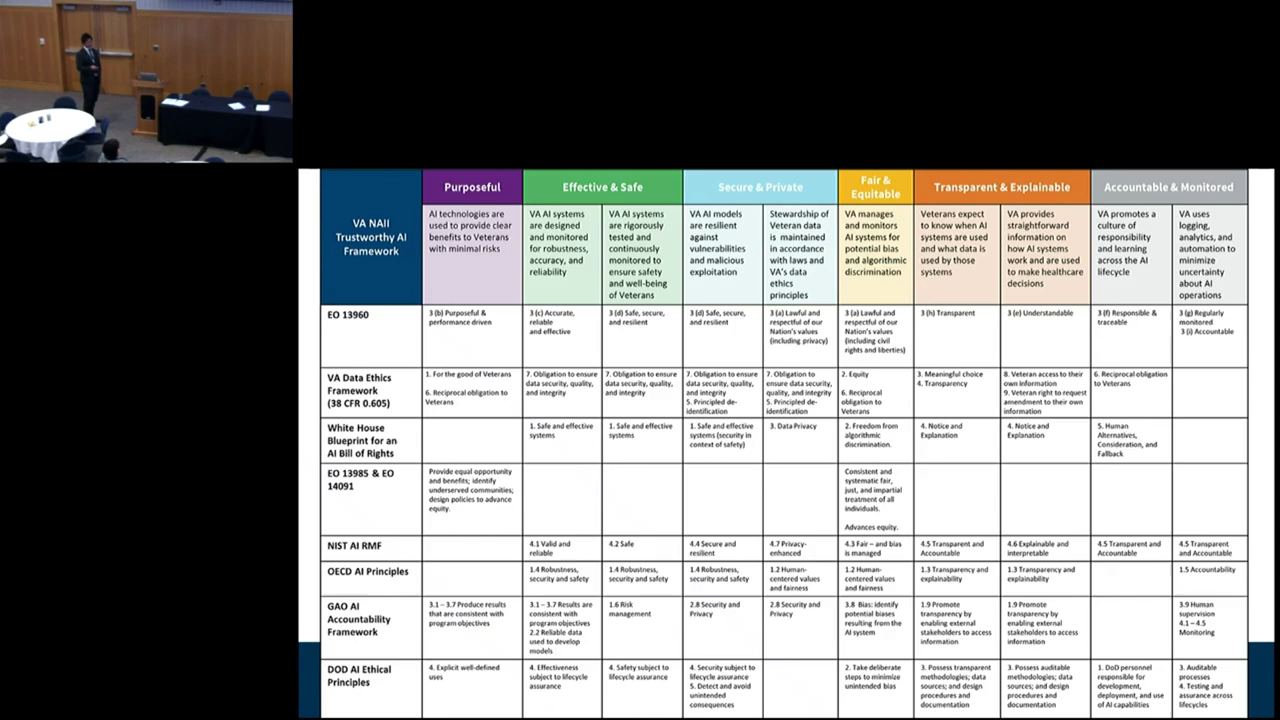 Purposeful
Effective & Safe
Secure & Private
Fair &
Equitable
Transparent & Explainable
Accountable & Monitored
VA NAII
Trustworthy AI
Framework
AI technologies are
used to provide clear
benefits to Veterans
with minimal risks
VA AI systems
are designed
and monitored
for robustness,
accuracy, and
reliability
VA AI systems
are rigorously
tested and
continuously
monitored to
ensure safety
and well-being
of Veterans
VA AI models
are resilient
against
vulnerabilities
and malicious
exploitation
Stewardship of
Veteran data
is maintained in
accordance
with laws and
VA's data
ethics
principles
VA manages
and monitors
AI systems for
potential bias
and algorithmic
discrimination
Veterans expect
to know when AI
systems are used
and what data is
used by those
systems
VA provides
straightforward
information on
how AI systems
work and are used
to make healthcare
decisions
VA promotes a
culture of
responsibility
and learning
across the AI
lifecycle
VA uses
logging,
analytics, and
automation to
minimize
uncertainty
about AI
operations
EO 13960
3 (b) Purposeful &
performance driven
3 (c) Accurate,
reliable
and effective
3 (d) Safe, secure,
and resilient
3 (d) Safe, secure,
and resilient
3 (a) Lawful and
respectful of our
Nation's values
(including privacy)
3 (a) Lawful and
respectful of our
Nation's values
(including civil
rights and liberties)
3 (h) Transparent
3 (e) Understandable
3 (f) Responsible &
traceable
3 (g) Regularly
monitored
3 (i) Accountable
VA Data Ethics
Framework
(38 CFR 0.605)
1. For the good of Veterans
6. Reciprocal obligation to
Veterans
7. Obligation to ensure
data security, quality,
and integrity
7. Obligation to ensure
data security, quality,
and integrity
7. Obligation to ensure
data security, quality,
and integrity
5. Principled de-
identification
7. Obligation to
ensure data security,
quality, and integrity
5. Principled de-
identification
2. Equity
6. Reciprocal
obligation to
Veterans
3. Meaningful choice
4. Transparency
8. Veteran access to their
own information
9. Veteran right to request
amendment to their own
information
6. Reciprocal obligation
to Veterans
White House
Blueprint for an
AI Bill of Rights
1. Safe and effective
systems
1. Safe and effective
systems
1. Safe and effective
systems (security in
context of safety)
3. Data Privacy
2. Freedom from
algorithmic
discrimination.
4. Notice and
Explanation
4. Notice and
Explanation
5. Human
Alternatives,
Consideration, and
Fallback
EO 13985 & EO
14091
Provide equal opportunity
and benefits; identify
underserved communities;
design policies to advance
equity.
Consistent and
systematic fair,
just, and impartial
treatment of all
individuals.
Advances equity.
NIST AI RMF
4.1 Valid and
reliable
4.2 Safe
4.4 Secure and
resilient
4.7 Privacy-
enhanced
4.3 Fair – and bias
is managed
4.5 Transparent and
Accountable
4.6 Explainable and
interpretable
4.5 Transparent and
Accountable
4.5 Transparent
and Accountable
OECD AI Principles
1.4 Robustness,
security and safety
1.4 Robustness,
security and safety
1.4 Robustness,
security and safety
1.2 Human-
centered values
and fairness
1.2 Human-
centered values
and fairness
1.3 Transparency and
explainability
1.3 Transparency and
explainability
1.5 Accountability
GAO AI
Accountability
Framework
3.1 – 3.7 Produce results
that are consistent with
program objectives
3.1 – 3.7 Results are
consistent with
program objectives
2.2 Reliable data
used to develop
models
1.6 Risk
management
2.8 Security and
Privacy
2.8 Security and
Privacy
3.8 Bias: identify
potential biases
resulting from the
AI system
1.9 Promote
transparency by
enabling external
stakeholders to access
information
1.9 Promote
transparency by
enabling external
stakeholders to access
information
3.9 Human
supervision
4.1 – 4.5
Monitoring
DOD AI Ethical
Principles
4. Explicit well-defined
uses
4. Effectiveness
subject to lifecycle
assurance
4. Safety subject to
lifecycle assurance
4. Security subject to
lifecycle assurance
5. Detect and avoid
unintended
consequences
2. Take deliberate
steps to minimize
unintended bias
3. Possess transparent
methodologies; data
sources; and design
procedures and
documentation
3. Possess auditable
methodologies; data
sources; and design
procedures and
documentation
1. DoD personnel
responsible for
development,
deployment, and use
of AI capabilities
3. Auditable
processes
4. Testing and
assurance across
lifecycles